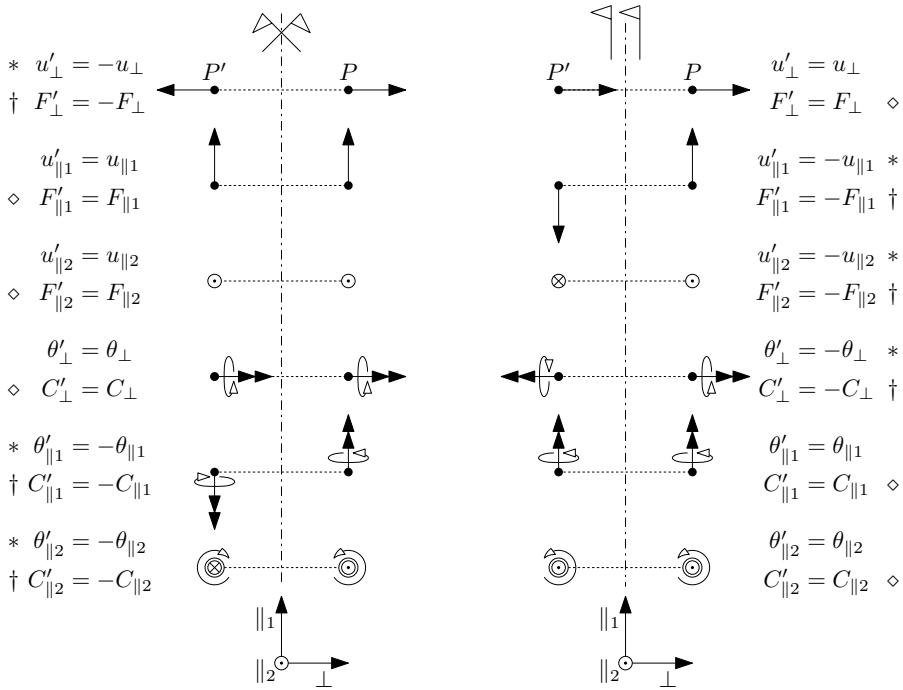 P′ P
∗ u′⊥ = −u⊥
† F′⊥ = −F⊥
u′∥1 = u∥1
⋄ F′∥1 = F∥1
u′∥2 = u∥2
⋄ F′∥2 = F∥2
θ′⊥ = θ⊥
⋄ C′⊥ = C⊥
∗ θ′∥1 = −θ∥1
† C′∥1 = −C∥1
∗ θ′∥2 = −θ∥2
† C′∥2 = −C∥2
∥1
∥2
⊥
P′ P
u′⊥ = u⊥
F′⊥ = F⊥ ⋄
u′∥1 = −u∥1 ∗
F′∥1 = −F∥1 †
u′∥2 = −u∥2 ∗
F′∥2 = −F∥2 †
θ′⊥ = −θ⊥ ∗
C′⊥ = −C⊥ †
θ′∥1 = θ∥1
C′∥1 = C∥1 ⋄
θ′∥2 = θ∥2
C′∥2 = C∥2 ⋄
∥1
∥2
⊥